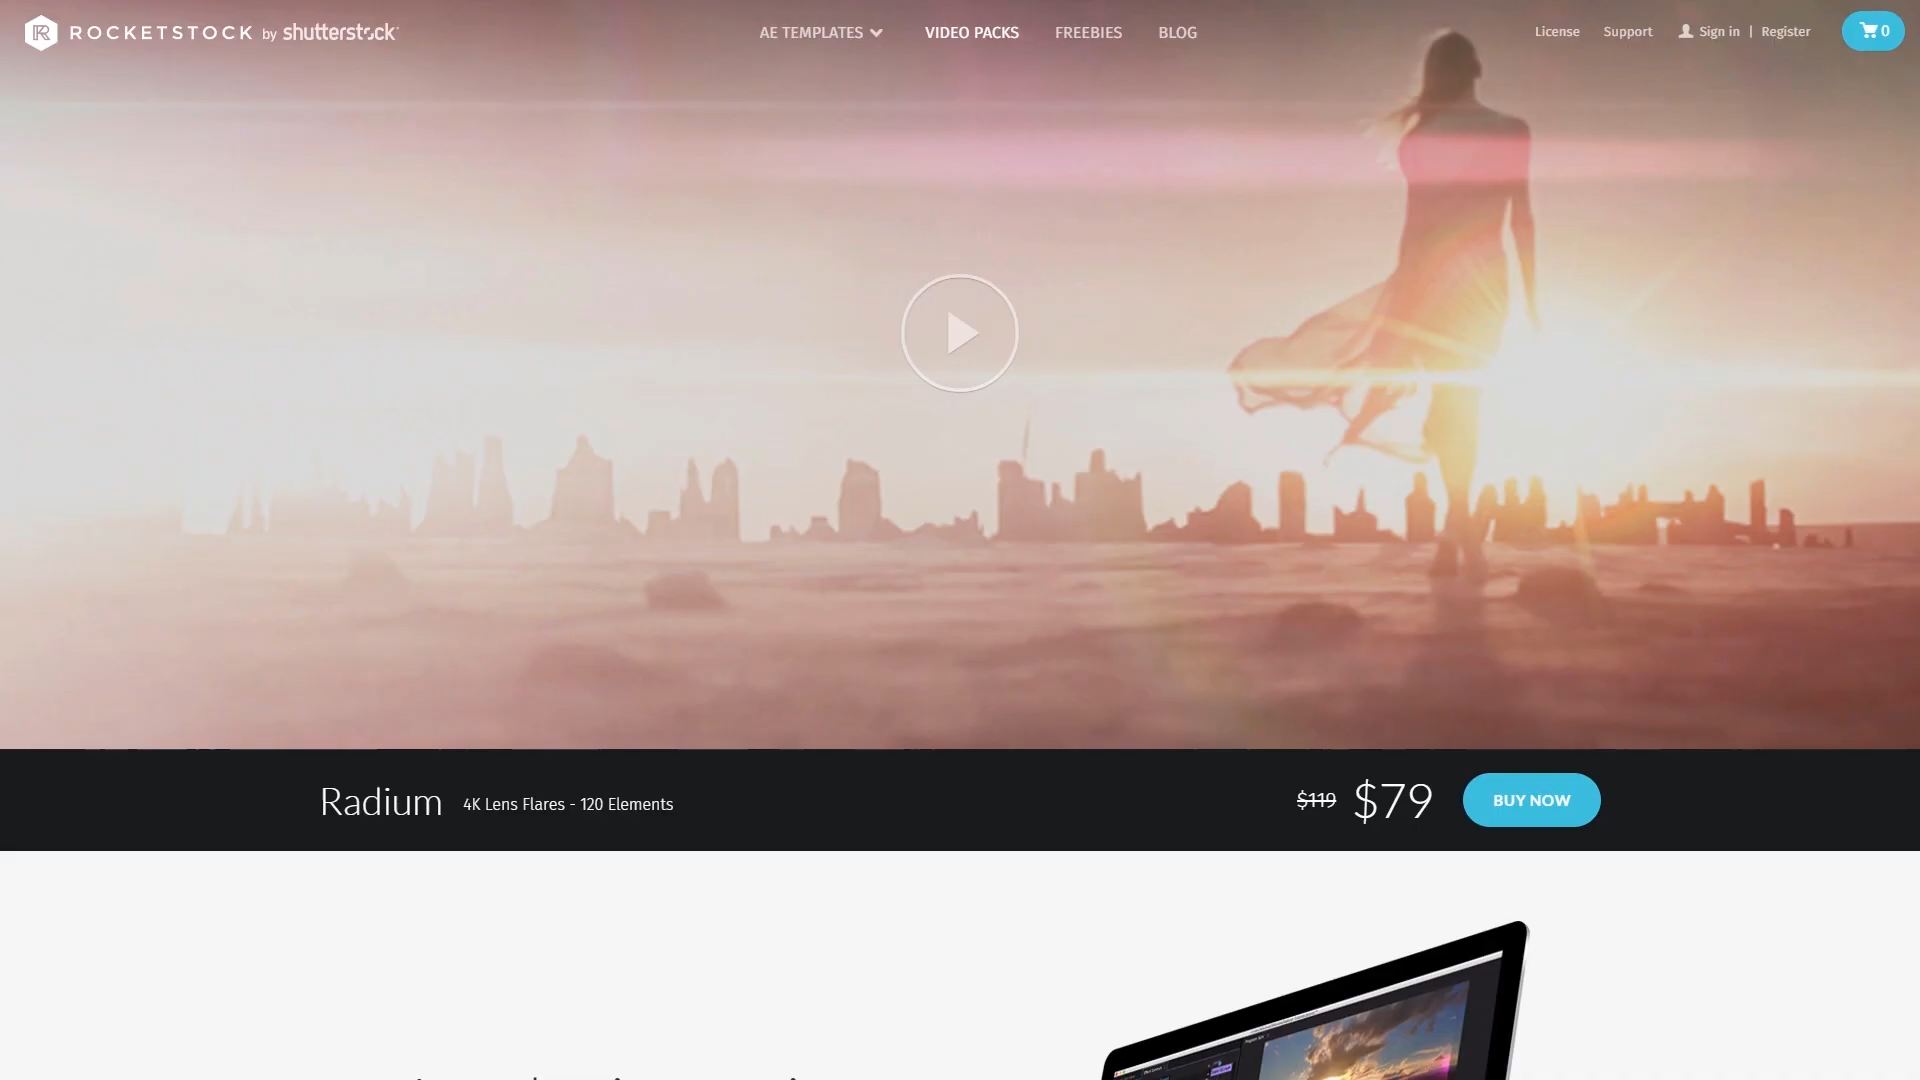 ROCKETSTOCK by shutterstock
AE TEMPLATES
VIDEO PACKS
FREEBIES
BLOG
License
Support
Sign in | Register
0
Radium
4K Lens Flares - 120 Elements
$119
$79
BUY NOW